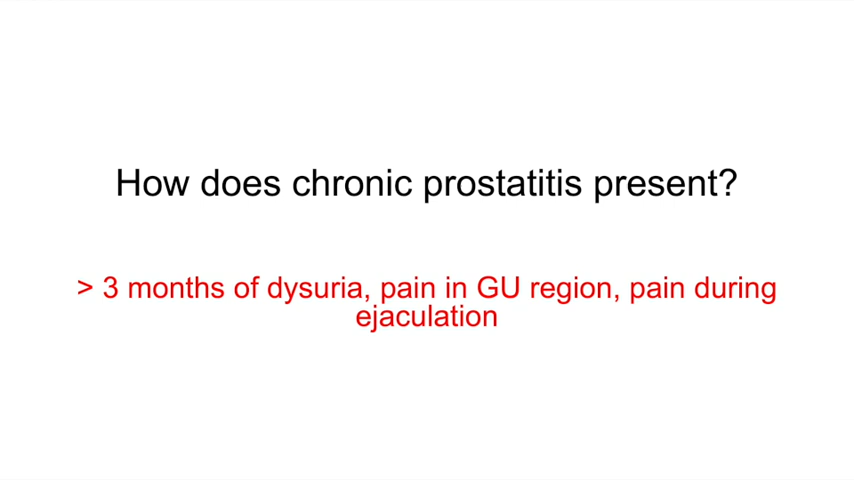 How does chronic prostatitis present?
> 3 months of dysuria, pain in GU region, pain during
ejaculation